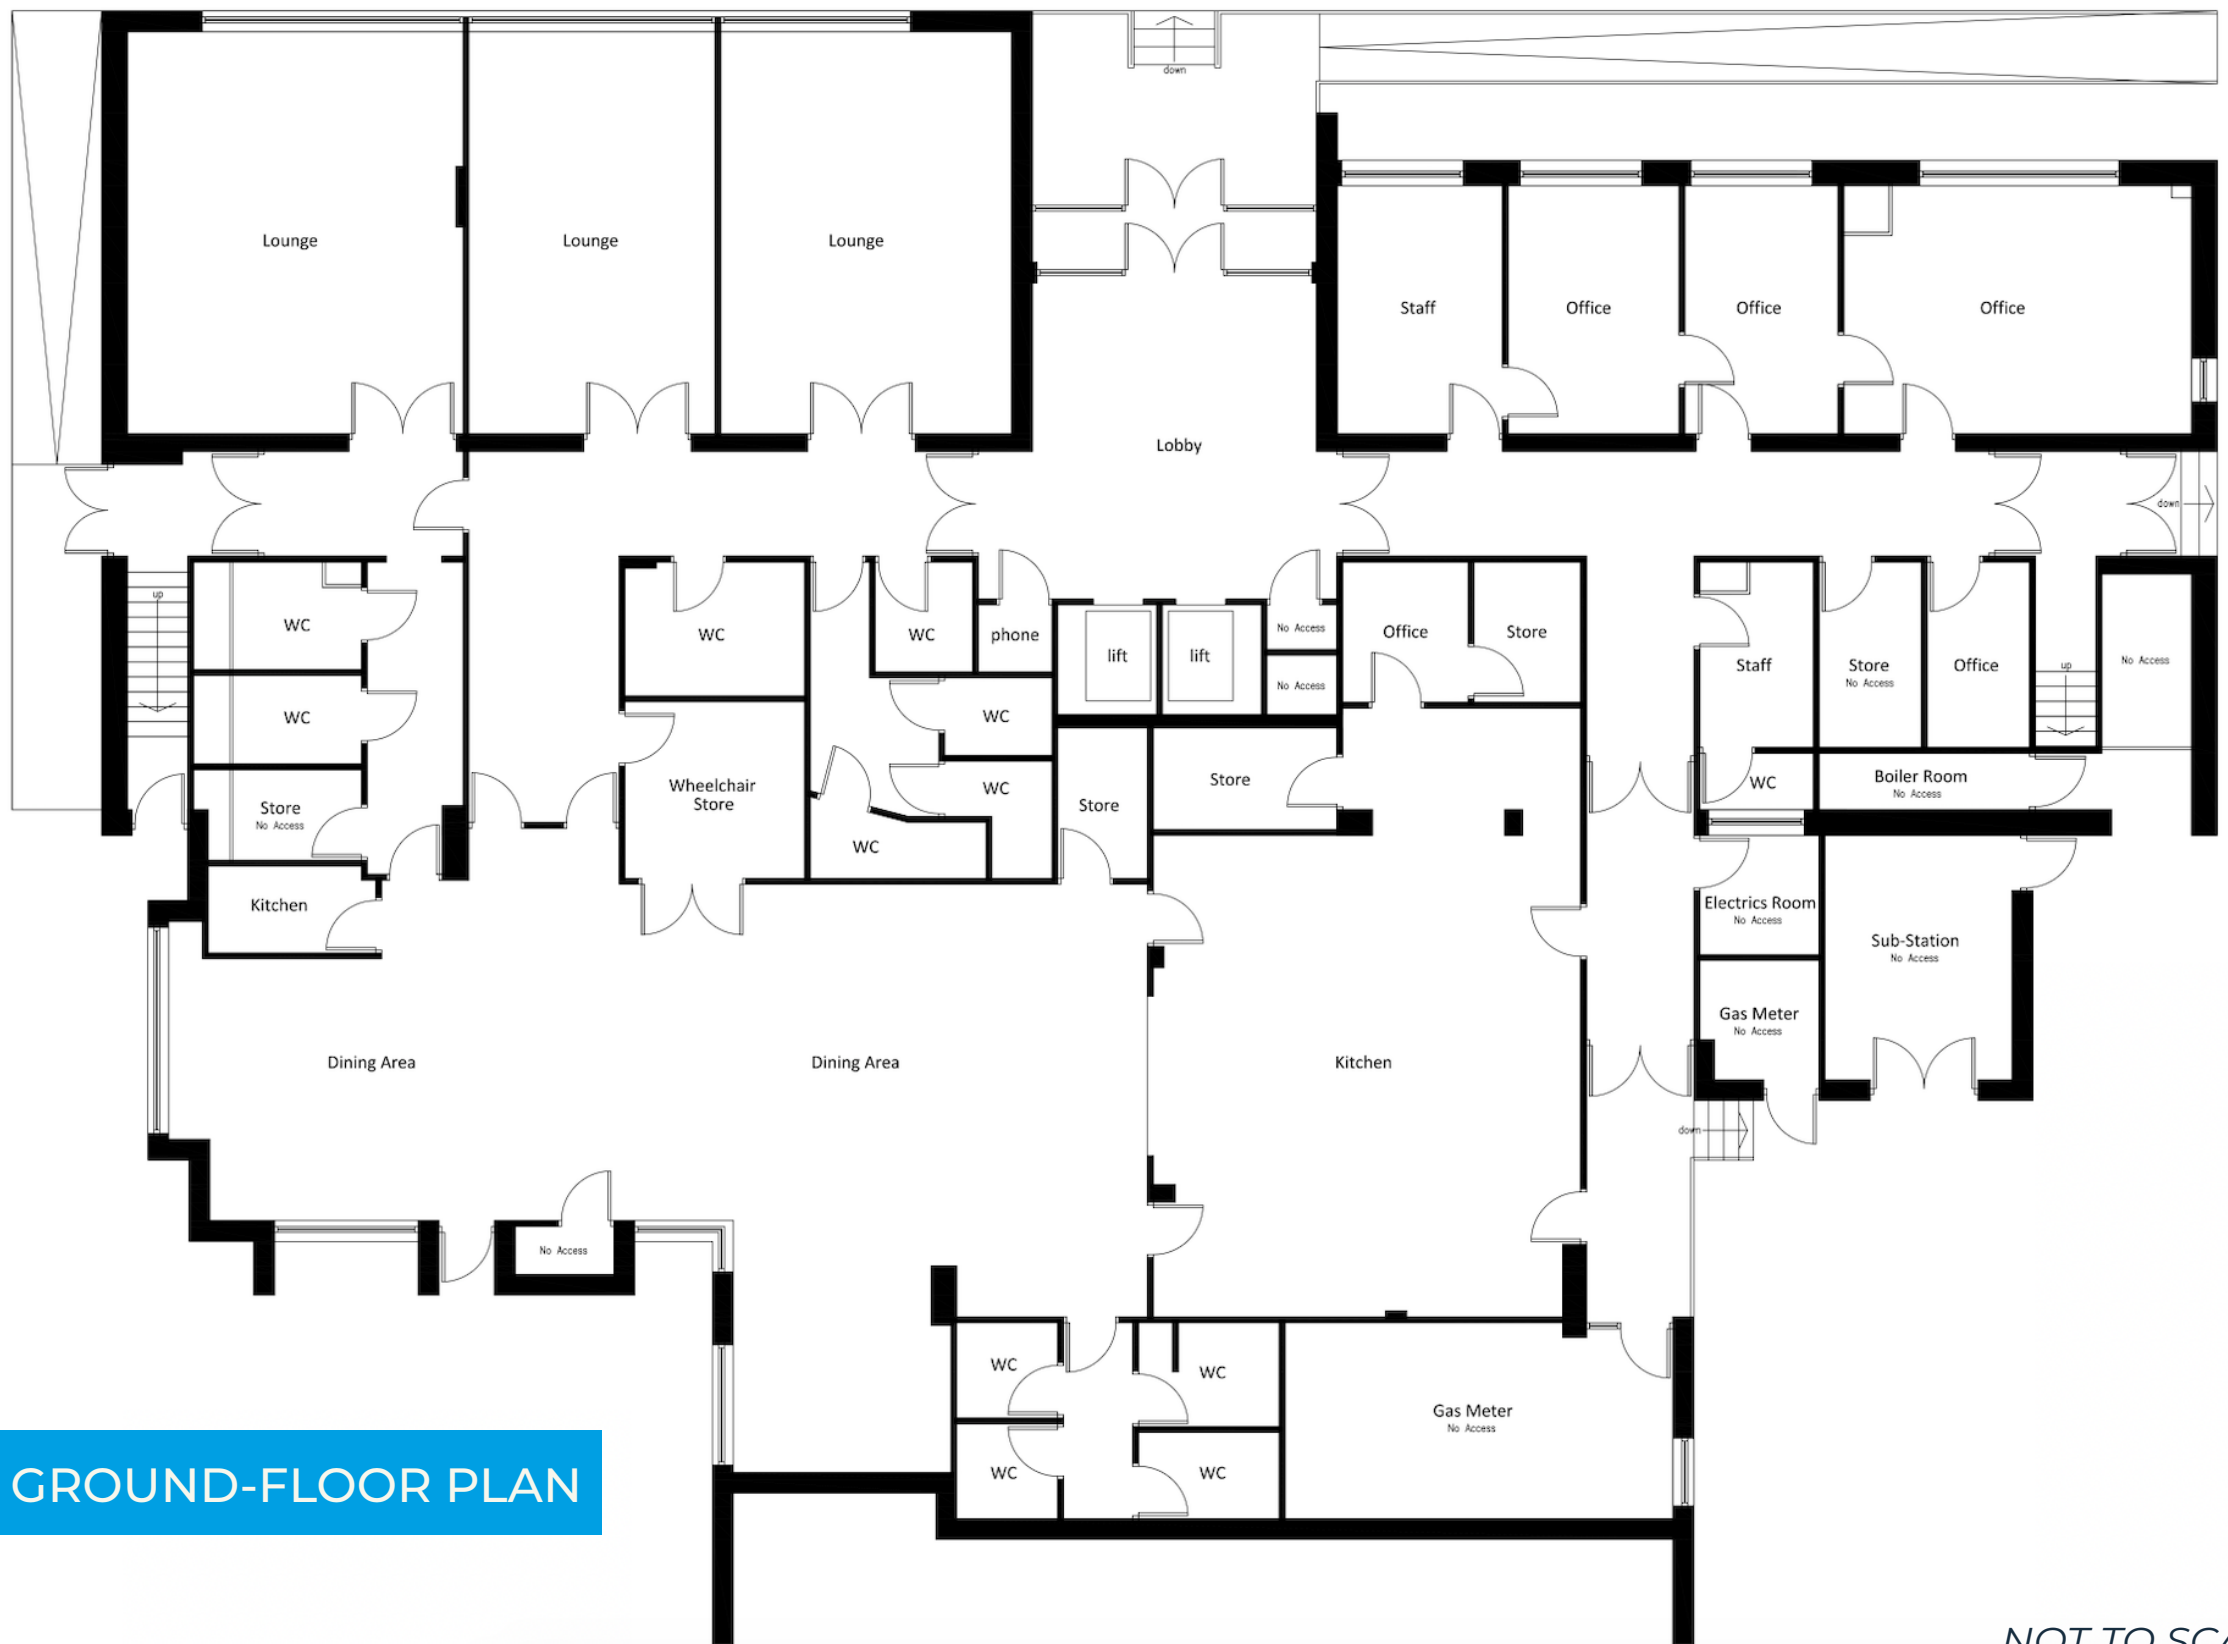 down
Lounge
Lounge
Lounge
Staff
Office
Office
Office
Lobby
down
up
WC
WC
WC
phone
lift
lift
No Access
No Access
Office
Store
Staff
Store
No Access
Office
up
No Access
WC
WC
Store
No Access
Wheelchair
Store
WC
WC
Store
Store
WC
Boiler Room
No Access
Kitchen
Electrics Room
No Access
Sub-Station
No Access
Gas Meter
No Access
Dining Area
Dining Area
Kitchen
down
No Access
WC
WC
Gas Meter
No Access
WC
WC
GROUND-FLOOR PLAN
NOT TO